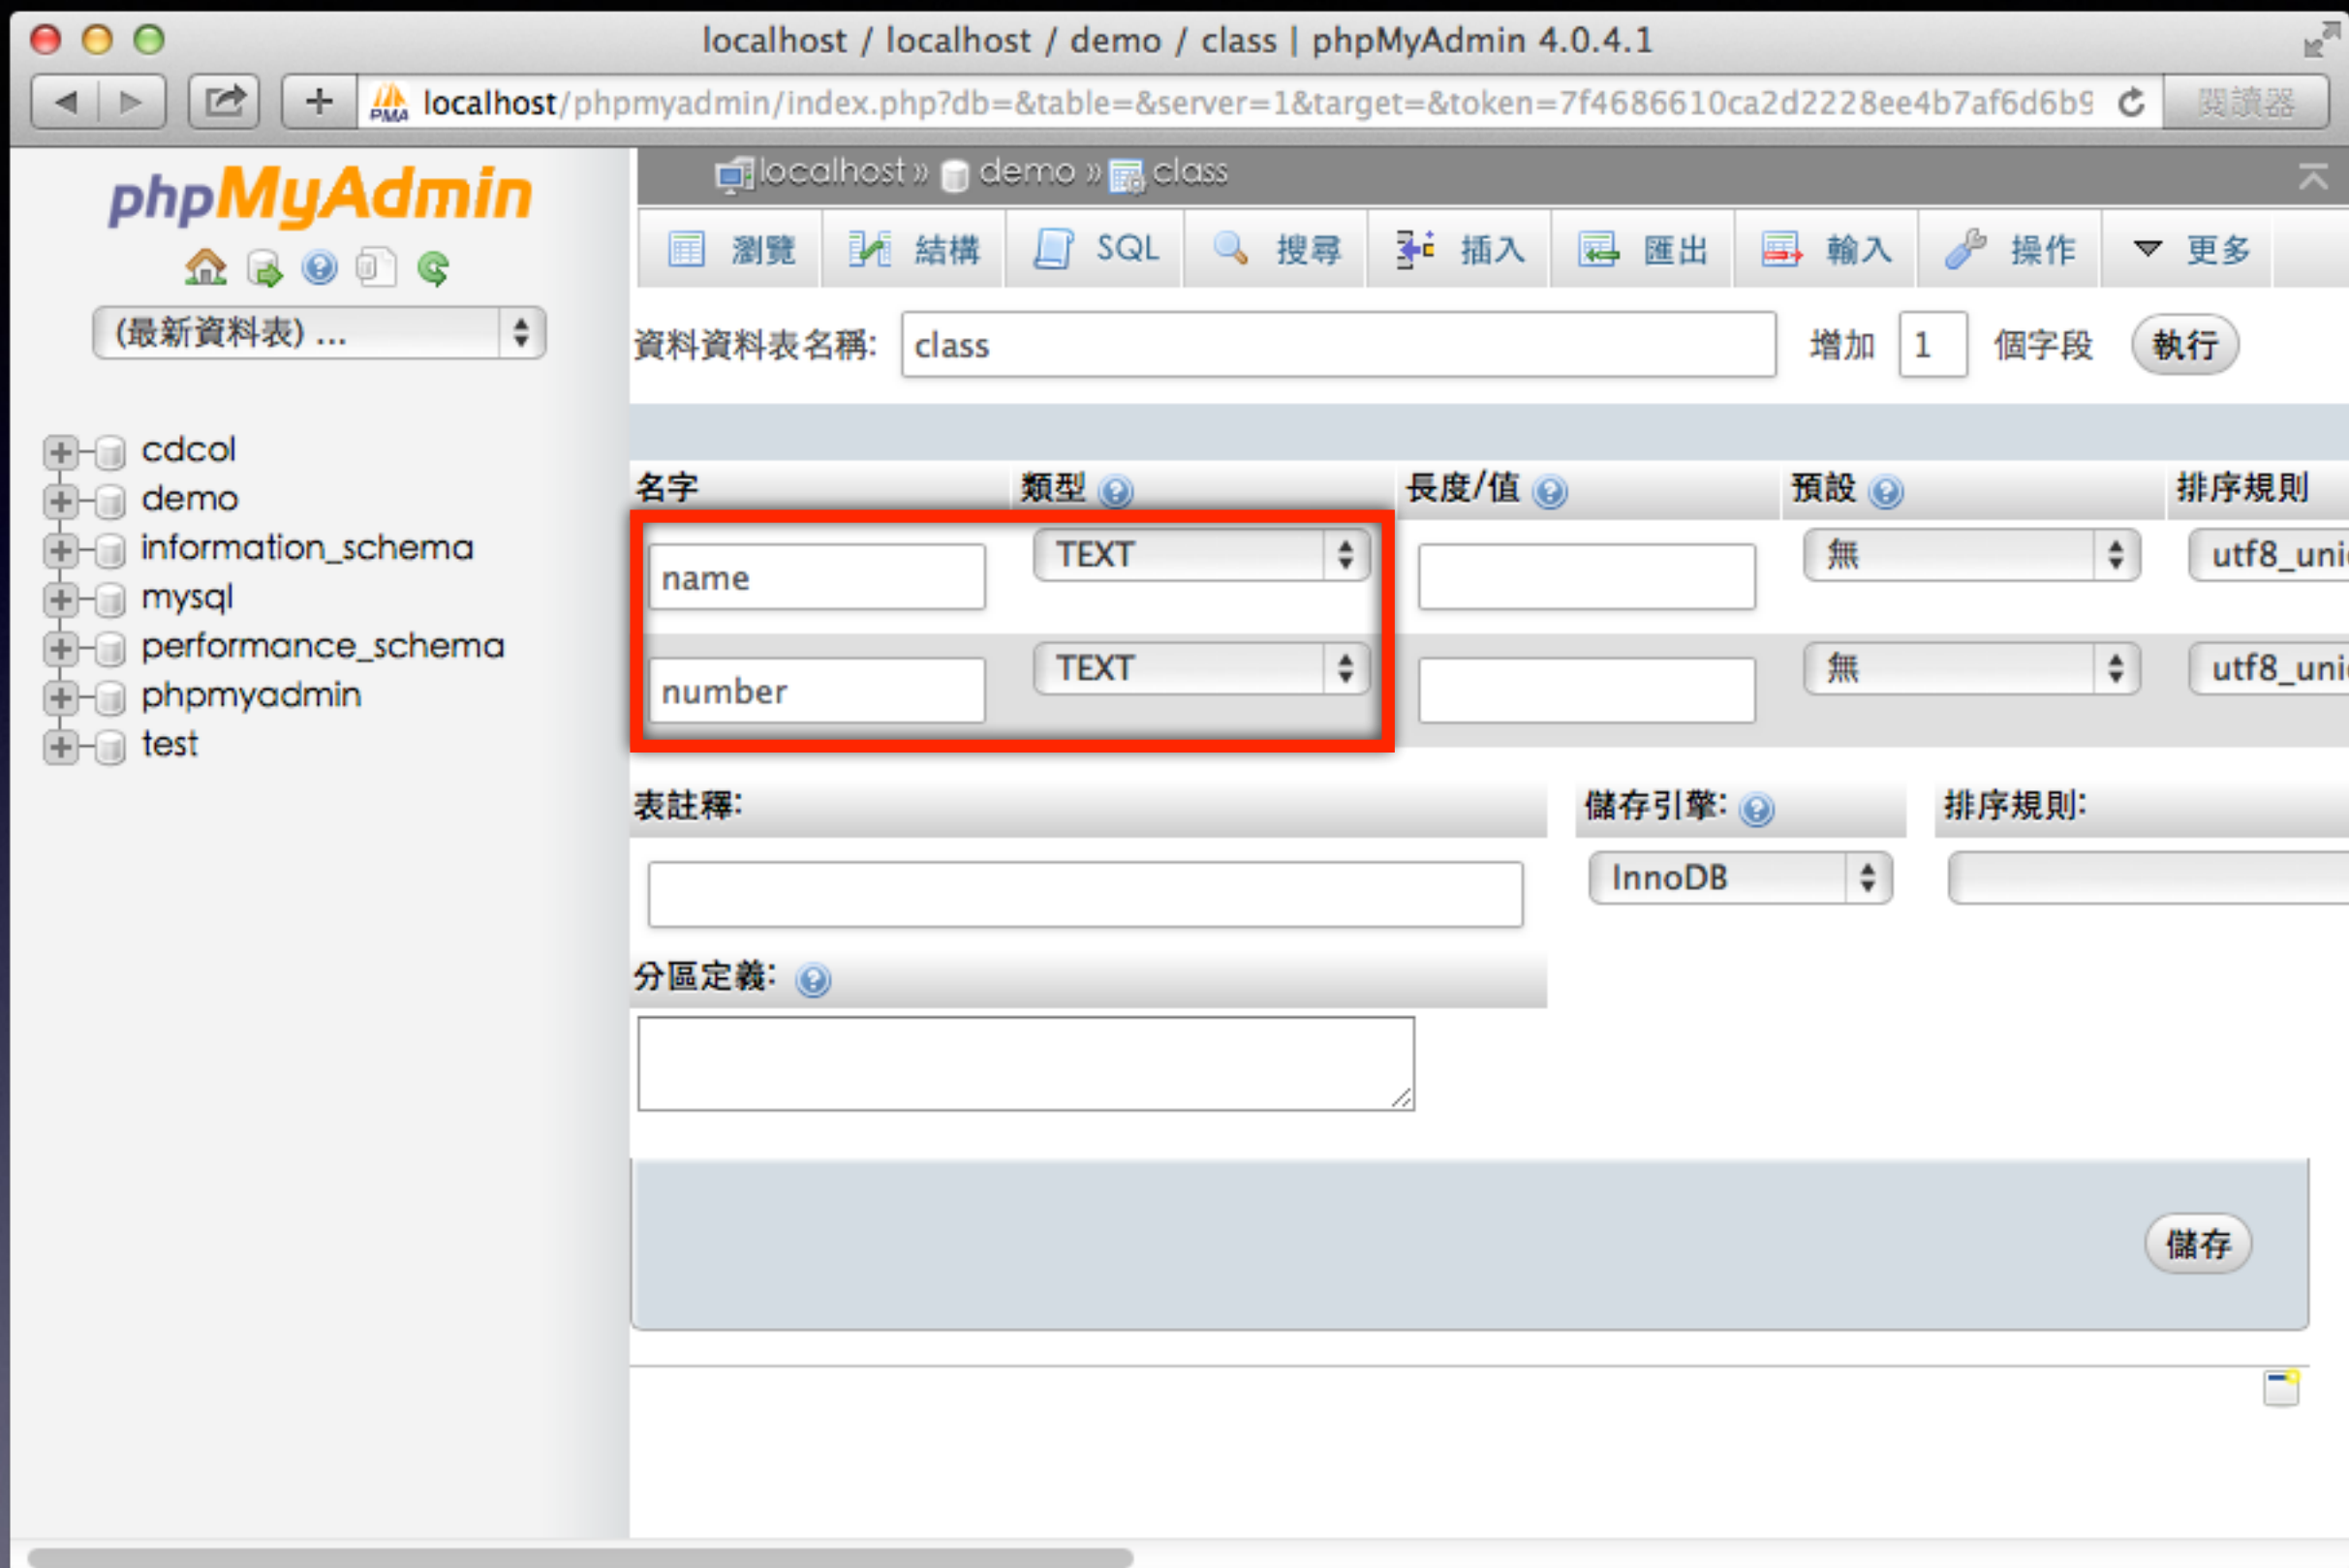 localhost / localhost / demo / class | phpMyAdmin 4.0.4.1
PMA localhost/phpmyadmin/index.php?db=&table=&server=1&target=&token=7f4686610ca2d2228ee4b7af6d6b9 閱讀器
phpMyAdmin
(最新資料表) ...
cdcol
demo
information_schema
mysql
performance_schema
phpmyadmin
test
localhost » demo » class
瀏覽 結構 SQL 搜尋 插入 匯出 輸入 操作 更多
資料資料表名稱: class 增加 1 個字段 執行
名字 類型 長度/值 預設 排序規則
name TEXT 無 utf8_uni
number TEXT 無 utf8_uni
表註釋: 儲存引擎: 排序規則:
InnoDB
分區定義:
儲存